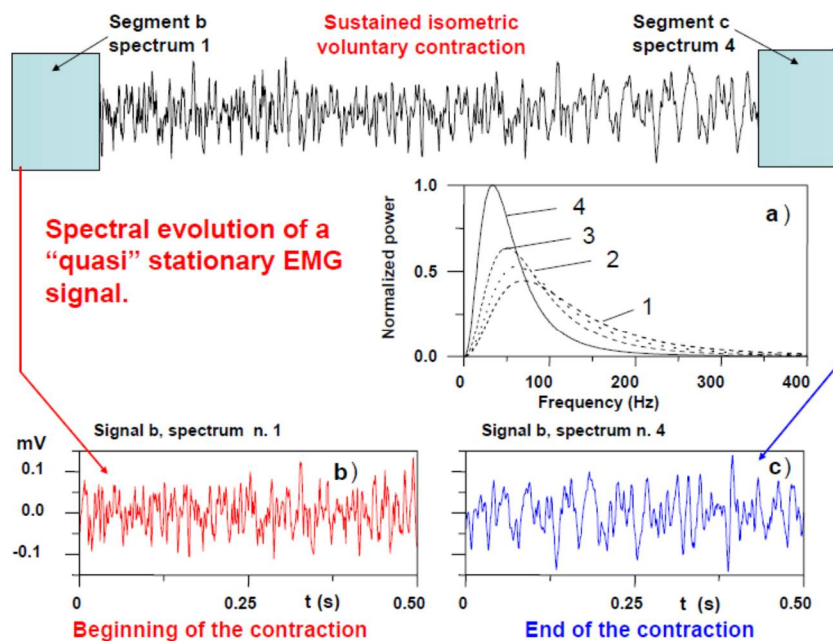 Segment b
spectrum 1
Sustained isometric
voluntary contraction
Segment c
spectrum 4
Spectral evolution of a
“quasi” stationary EMG
signal.
Normalized power
1.0
0.5
0.0
a)
4
3
2
1
0
100
200
300
400
Frequency (Hz)
Signal b, spectrum n. 1
mV
0.1
0.0
-0.1
b)
0
0.25
t (s)
0.50
Beginning of the contraction
Signal b, spectrum n. 4
c)
0
0.25
t (s)
0.50
End of the contraction